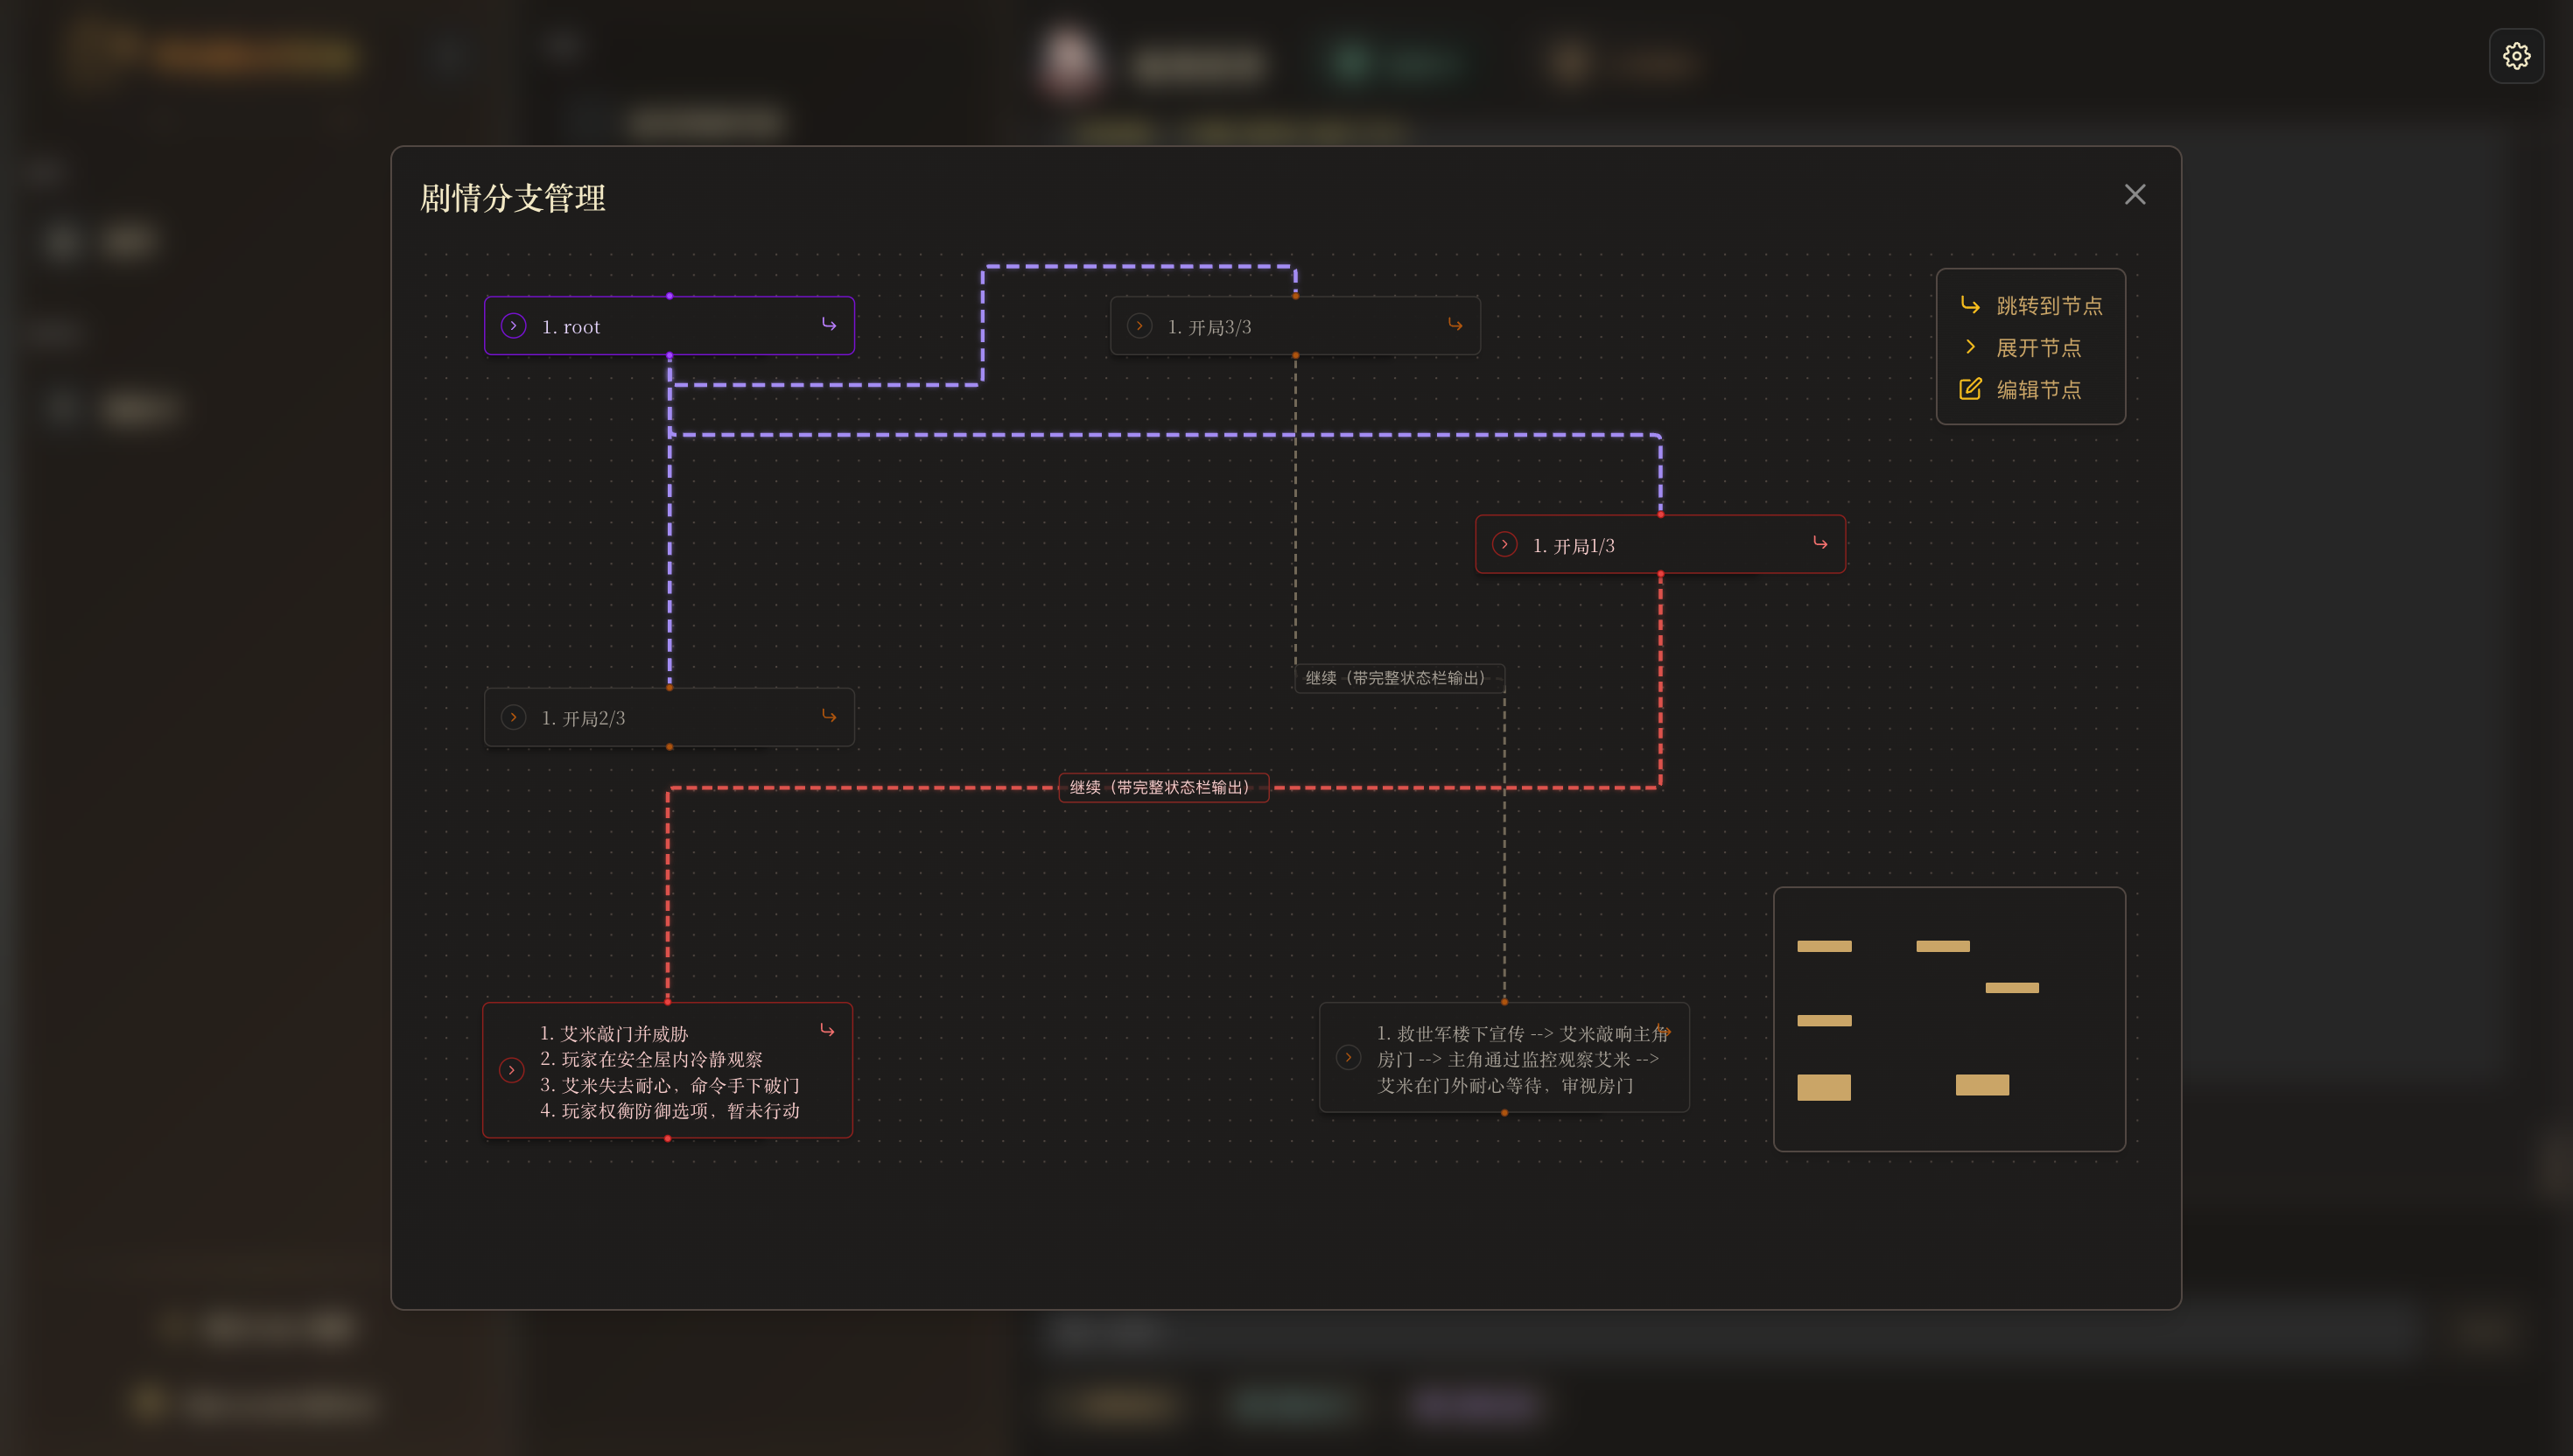 剧情分支管理
1. root
1. 开局3/3
跳转到节点
展开节点
编辑节点
1. 开局1/3
继续（带完整状态栏输出）
1. 开局2/3
继续（带完整状态栏输出）
1. 艾米敲门并威胁
2. 玩家在安全屋内冷静观察
3. 艾米失去耐心，命令手下破门
4. 玩家权衡防御选项，暂未行动
1. 救世军楼下宣传 --> 艾米敲响主角
房门 --> 主角通过监控观察艾米 -->
艾米在门外耐心等待，审视房门